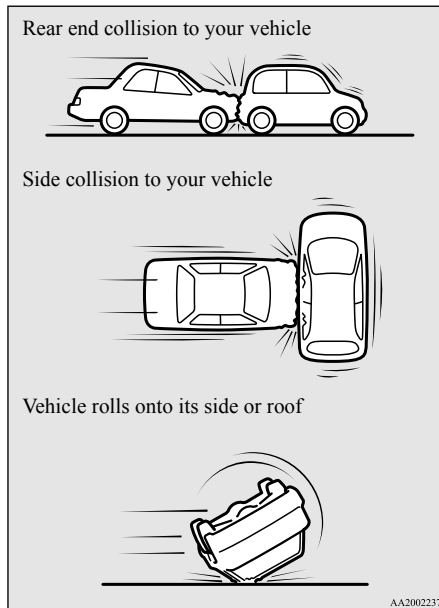 Rear end collision to your vehicle
Side collision to your vehicle
Vehicle rolls onto its side or roof
AA2002237